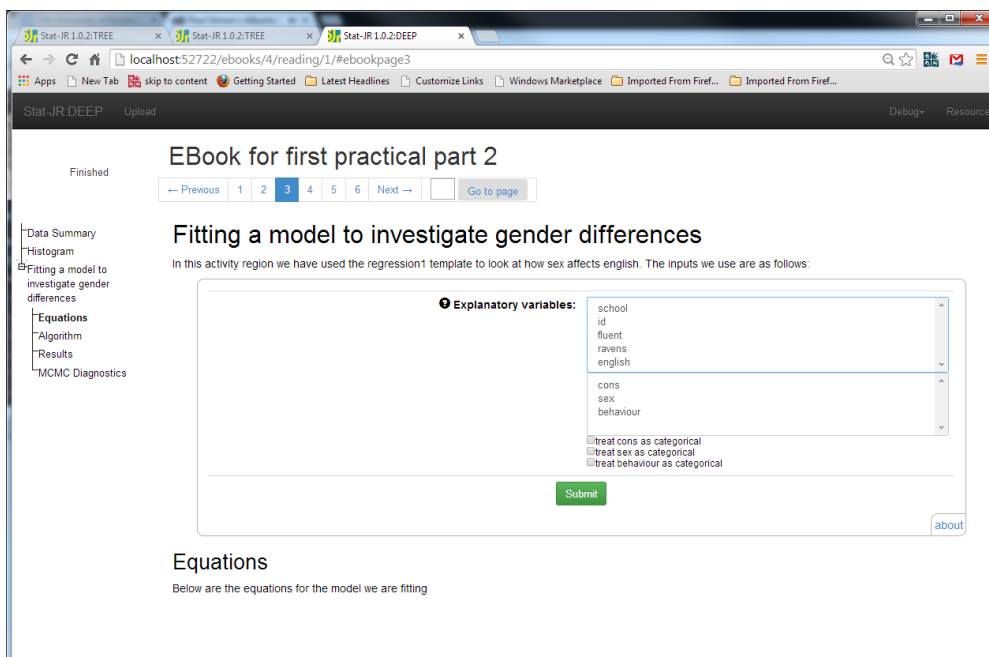 Stat-JR 1.0.2:TREE
Stat-JR 1.0.2:TREE
Stat-JR 1.0.2:DEEP
localhost:52722/ebooks/4/reading/1/#ebookpage3
Apps New Tab skip to content Getting Started Latest Headlines Customize Links Windows Marketplace Imported From Firef... Imported From Firef...
Stat-JR:DEEP Upload Debug Resource
Finished
EBook for first practical part 2
← Previous 1 2 3 4 5 6 Next → Go to page
Data Summary
Histogram
Fitting a model to
investigate gender
differences
Equations
Algorithm
Results
MCMC Diagnostics
Fitting a model to investigate gender differences
In this activity region we have used the regression1 template to look at how sex affects english. The inputs we use are as follows:
Explanatory variables:
school
id
fluent
ravens
english
cons
sex
behaviour
treat cons as categorical
treat sex as categorical
treat behaviour as categorical
Submit
about
Equations
Below are the equations for the model we are fitting